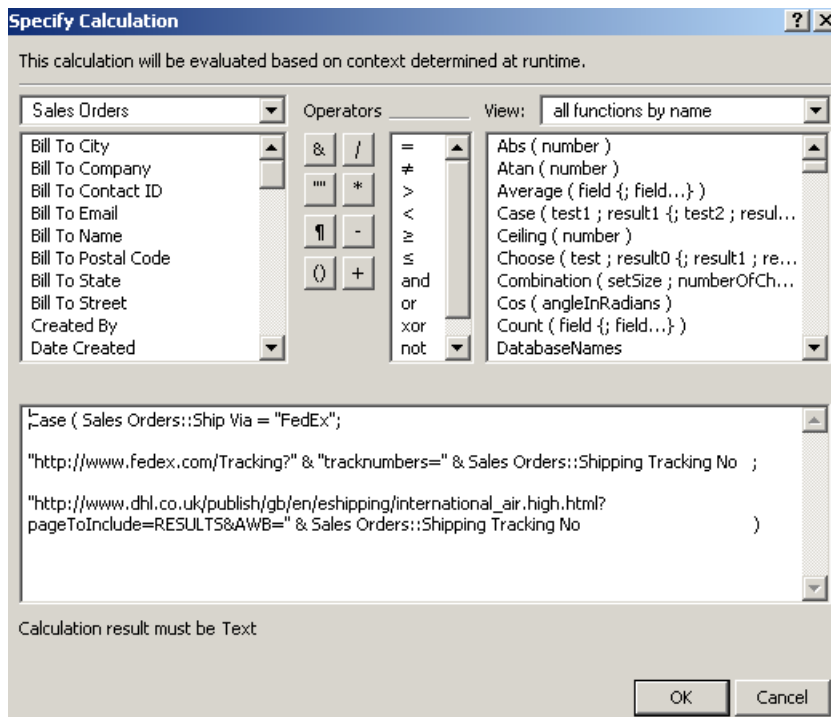 Specify Calculation
This calculation will be evaluated based on context determined at runtime.
Sales Orders
Operators
View: all functions by name
Bill To City
Bill To Company
Bill To Contact ID
Bill To Email
Bill To Name
Bill To Postal Code
Bill To State
Bill To Street
Created By
Date Created
& /
"" *
¶ -
() +
=
≠
>
<
≥
≤
and
or
xor
not
Abs ( number )
Atan ( number )
Average ( field {; field...} )
Case ( test1 ; result1 {; test2 ; resul...
Ceiling ( number )
Choose ( test ; result0 {; result1 ; re...
Combination ( setSize ; numberOfCh...
Cos ( angleInRadians )
Count ( field {; field...} )
DatabaseNames
Case ( Sales Orders::Ship Via = "FedEx";
"http://www.fedex.com/Tracking?" & "tracknumbers=" & Sales Orders::Shipping Tracking No ;
"http://www.dhl.co.uk/publish/gb/en/eshipping/international_air.high.html?
pageToInclude=RESULTS&AWB=" & Sales Orders::Shipping Tracking No )
Calculation result must be Text
OK
Cancel